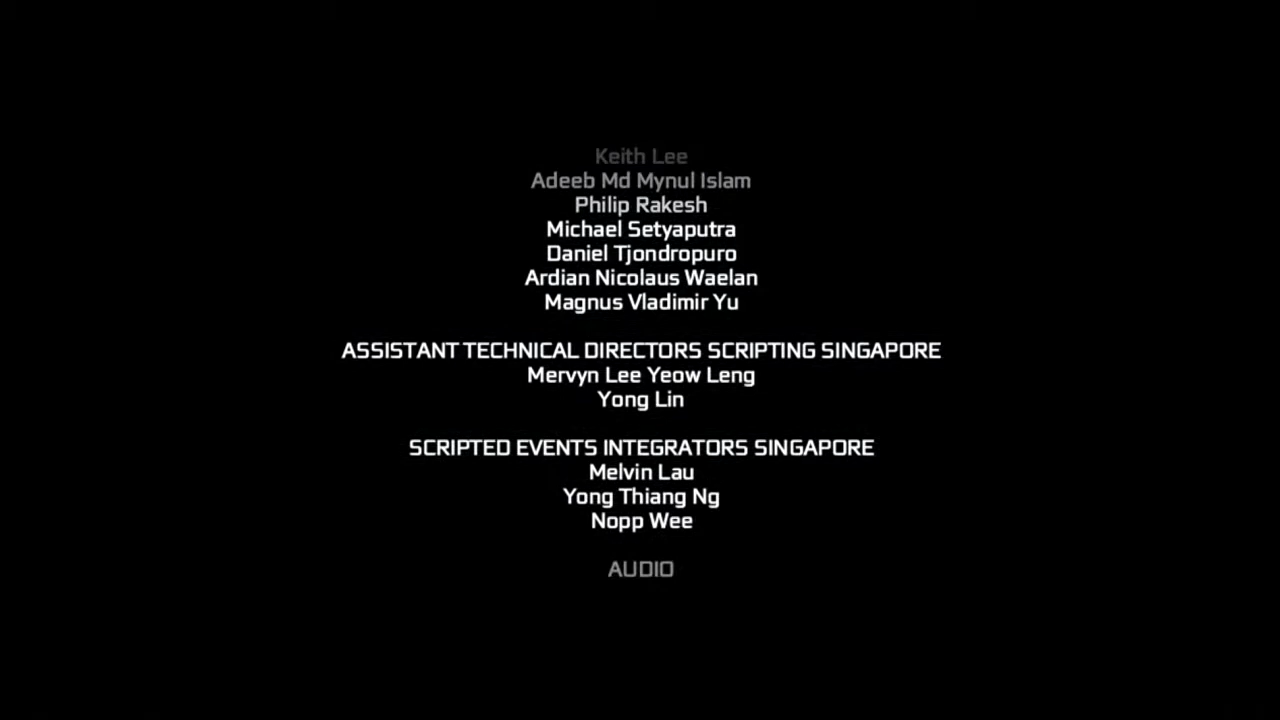 Keith Lee
Adeeb Md Mynul Islam
Philip Rakesh
Michael Setyaputra
Daniel Tjondropuro
Ardian Nicolaus Waelan
Magnus Vladimir Yu
ASSISTANT TECHNICAL DIRECTORS SCRIPTING SINGAPORE
Mervyn Lee Yeow Leng
Yong Lin
SCRIPTED EVENTS INTEGRATORS SINGAPORE
Melvin Lau
Yong Thiang Ng
Nopp Wee
AUDIO